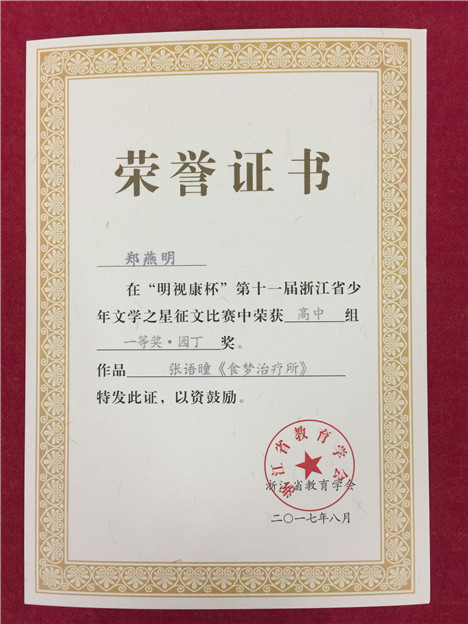 荣誉证书
郑燕明
在“明视康杯”第十一届浙江省少
年文学之星征文比赛中荣获 高中 组
一等奖·园丁 奖。
作品 张语瞳《食梦治疗所》
特发此证，以资鼓励。
浙江省教育学会
浙江省教育学会
二〇一七年八月